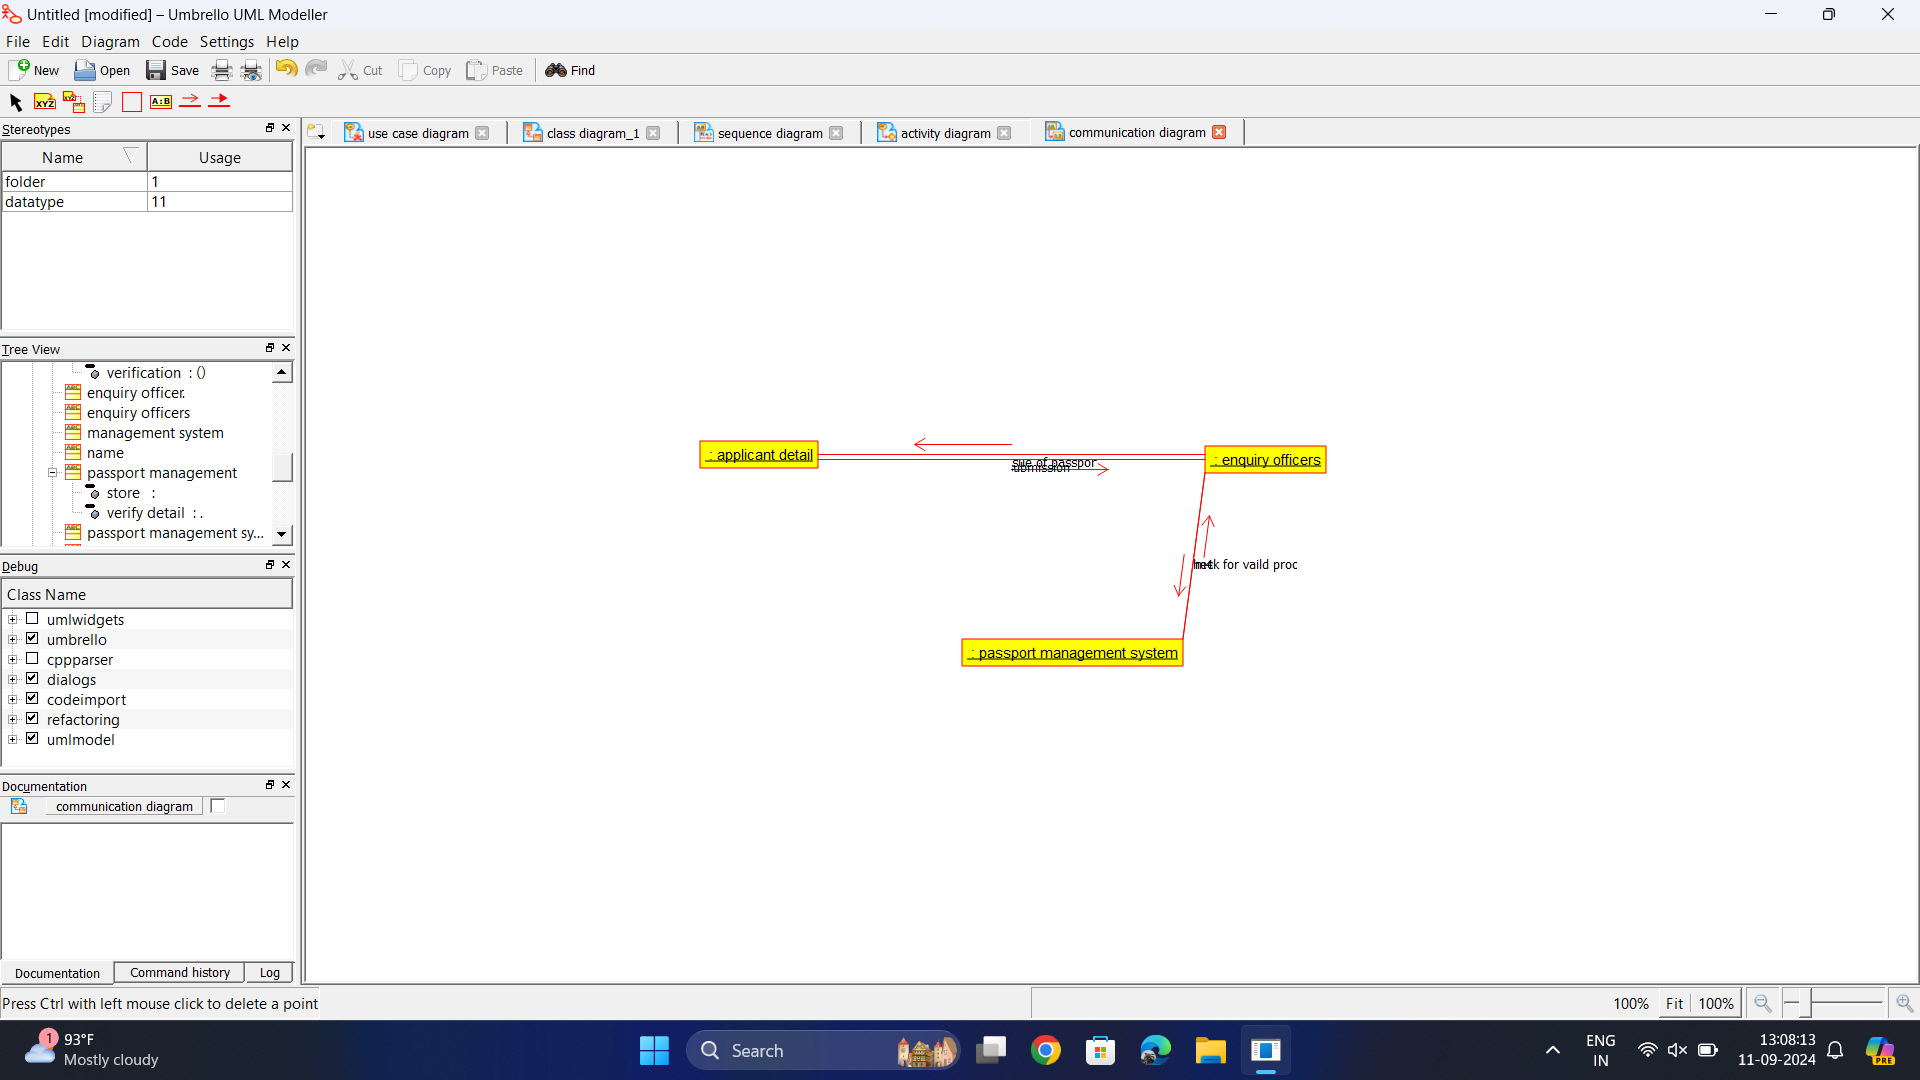 Untitled [modified] – Umbrello UML Modeller
File Edit Diagram Code Settings Help
New Open Save Cut Copy Paste Find
XYZ A:B
Stereotypes
Name Usage
folder 1
datatype 11
use case diagram class diagram_1 sequence diagram activity diagram communication diagram
Tree View
verification : ()
enquiry officer.
enquiry officers
management system
name
passport management
store :
verify detail : .
passport management sy...
: applicant detail
: enquiry officers
sue of passpor
ubmission
heck for vaild proc
: passport management system
Debug
Class Name
umlwidgets
umbrello
cppparser
dialogs
codeimport
refactoring
umlmodel
Documentation
communication diagram
Documentation Command history Log
Press Ctrl with left mouse click to delete a point
100% Fit 100%
1 93°F
Mostly cloudy
Search
ENG
IN
13:08:13
11-09-2024
PRE